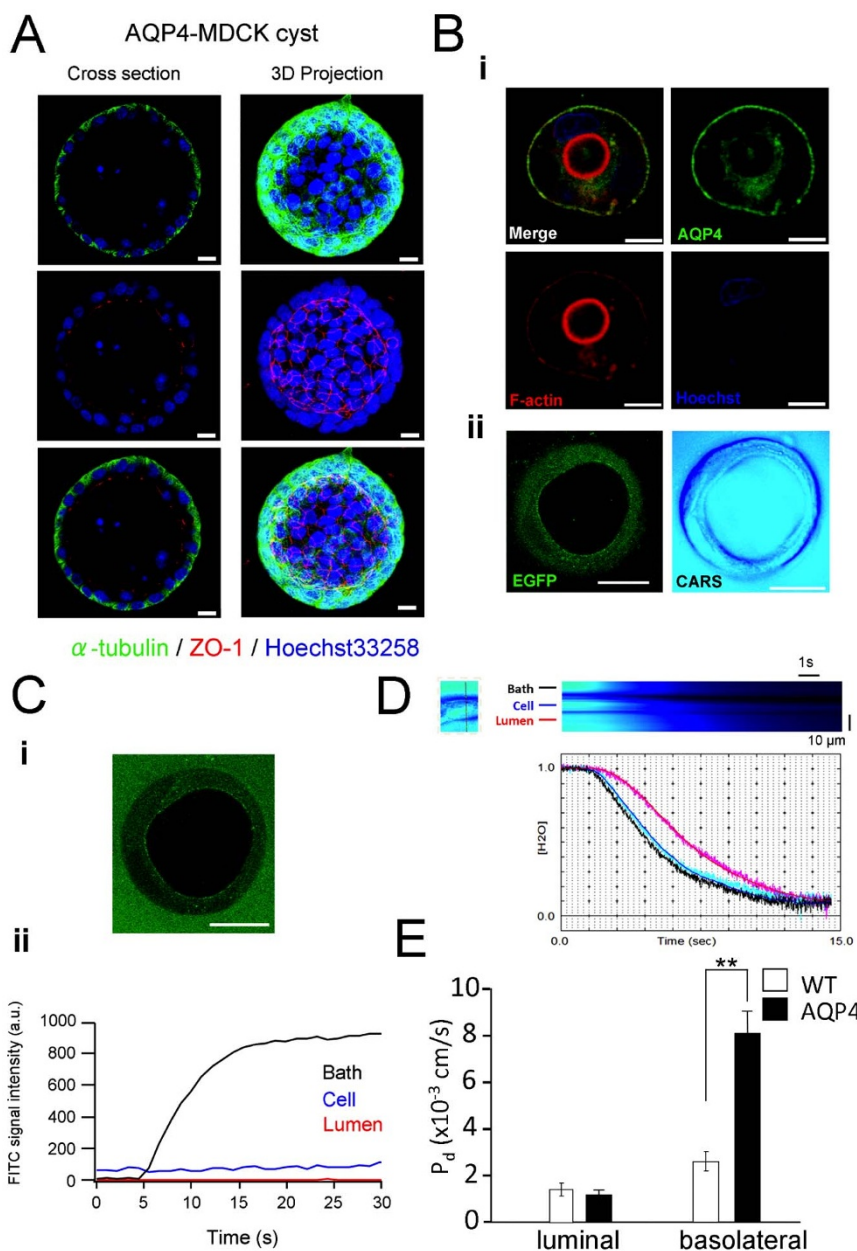 A
AQP4-MDCK cyst
Cross section
3D Projection
α-tubulin / ZO-1 / Hoechst33258
B
i
Merge
AQP4
F-actin
Hoechst
ii
EGFP
CARS
C
i
ii
1000
800
600
400
200
0
FITC signal intensity (a.u.)
Bath
Cell
Lumen
0 5 10 15 20 25 30
Time (s)
D
1s
Bath
Cell
Lumen
10 µm
1.0
[H2O]
0.0
0.0 Time (sec) 15.0
E
**
WT
AQP4
10
8
6
4
2
0
Pd (x10-3 cm/s)
luminal basolateral